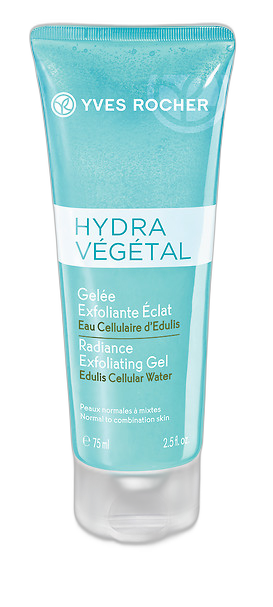 YVES ROCHER
HYDRA
VÉGÉTAL
Gelée
Exfoliante Éclat
Eau Cellulaire d'Edulis
Radiance
Exfoliating Gel
Edulis Cellular Water
Peaux normales à mixtes
Normal to combination skin
℮ 75 ml 2.5 fl. oz